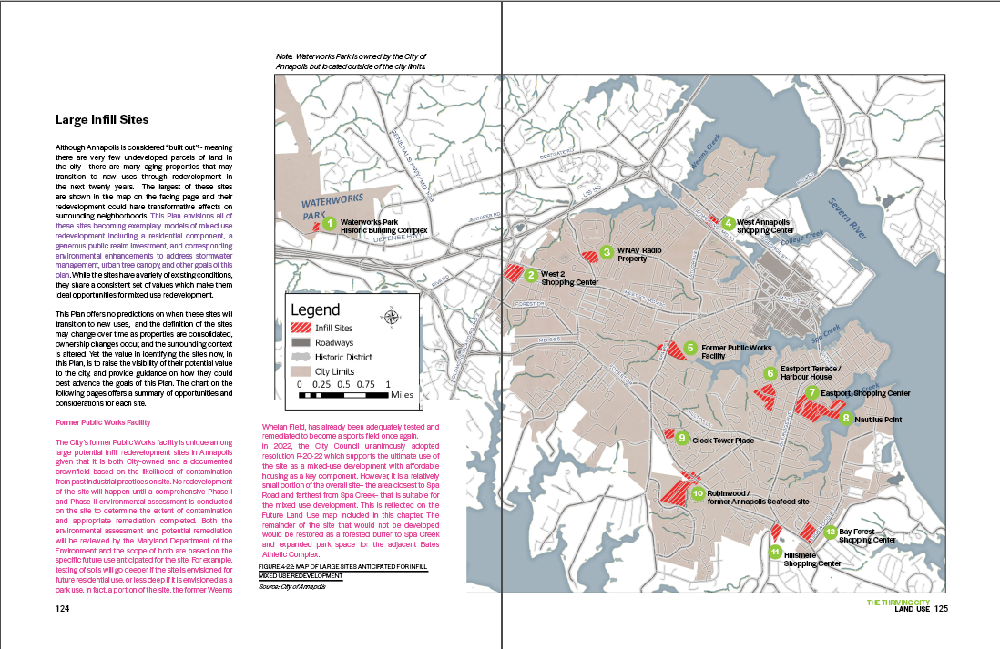 Large Infill Sites
Although Annapolis is considered "built out"-- meaning
there are very few undeveloped parcels of land in
the city-- there are many aging properties that may
transition to new uses through redevelopment in
the next twenty years. The largest of these sites
are shown in the map on the facing page and their
redevelopment could have transformative effects on
surrounding neighborhoods. This Plan envisions all of
these sites becoming exemplary models of mixed use
redevelopment including a residential component, a
generous public realm investment, and corresponding
environmental enhancements to address stormwater
management, urban tree canopy, and other goals of this
plan. While the sites have a variety of existing conditions,
they share a consistent set of values which make them
ideal opportunities for mixed use redevelopment.
This Plan offers no predictions on when these sites will
transition to new uses, and the definition of the sites
may change over time as properties are consolidated,
ownership changes occur, and the surrounding context
is altered. Yet the value in identifying the sites now, in
this Plan, is to raise the visibility of their potential value
to the city, and provide guidance on how they could
best advance the goals of this Plan. The chart on the
following pages offers a summary of opportunities and
considerations for each site.
Former Public Works Facility
The City's former Public Works facility is unique among
large potential infill redevelopment sites in Annapolis
given that it is both City-owned and a documented
brownfield based on the likelihood of contamination
from past industrial practices on site. No redevelopment
of the site will happen until a comprehensive Phase I
and Phase II environmental assessment is conducted
on the site to determine the extent of contamination
and appropriate remediation completed. Both the
environmental assessment and potential remediation
will be reviewed by the Maryland Department of the
Environment and the scope of both are based on the
specific future use anticipated for the site. For example,
testing of soils will go deeper if the site is envisioned for
future residential use, or less deep if it is envisioned as a
park use. In fact, a portion of the site, the former Weems
Whelan Field, has already been adequately tested and
remediated to become a sports field once again.
In 2022, the City Council unanimously adopted
resolution R-20-22 which supports the ultimate use of
the site as a mixed-use development with affordable
housing as a key component. However, it is a relatively
small portion of the overall site-- the area closest to Spa
Road and farthest from Spa Creek-- that is suitable for
the mixed use development. This is reflected on the
Future Land Use map included in this chapter. The
remainder of the site that would not be developed
would be restored as a forested buffer to Spa Creek
and expanded park space for the adjacent Bates
Athletic Complex.
FIGURE 4-22: MAP OF LARGE SITES ANTICIPATED FOR INFILL
MIXED USE REDEVELOPMENT
Source: City of Annapolis
124
Note: Waterworks Park is owned by the City of
Annapolis but located outside of the city limits.
WATERWORKS
PARK
1 Waterworks Park
Historic Building Complex
GENERALS HWY
DEFENSE HWY
JENNIFER RD
BESTGATE RD
US 50
Weems Creek
Severn River
College Creek
Spa Creek
Creek
FOREST DR
MD 665
2 West 2
Shopping Center
3 WNAV Radio
Property
4 West Annapolis
Shopping Center
5 Former Public Works
Facility
6 Eastport Terrace /
Harbour House
7 Eastport Shopping Center
8 Nautilus Point
9 Clock Tower Place
10 Robinwood /
former Annapolis Seafood site
11 Hillsmere
Shopping Center
12 Bay Forest
Shopping Center
Legend
Infill Sites
Roadways
Historic District
City Limits
0 0.25 0.5 0.75 1
Miles
THE THRIVING CITY
LAND USE 125